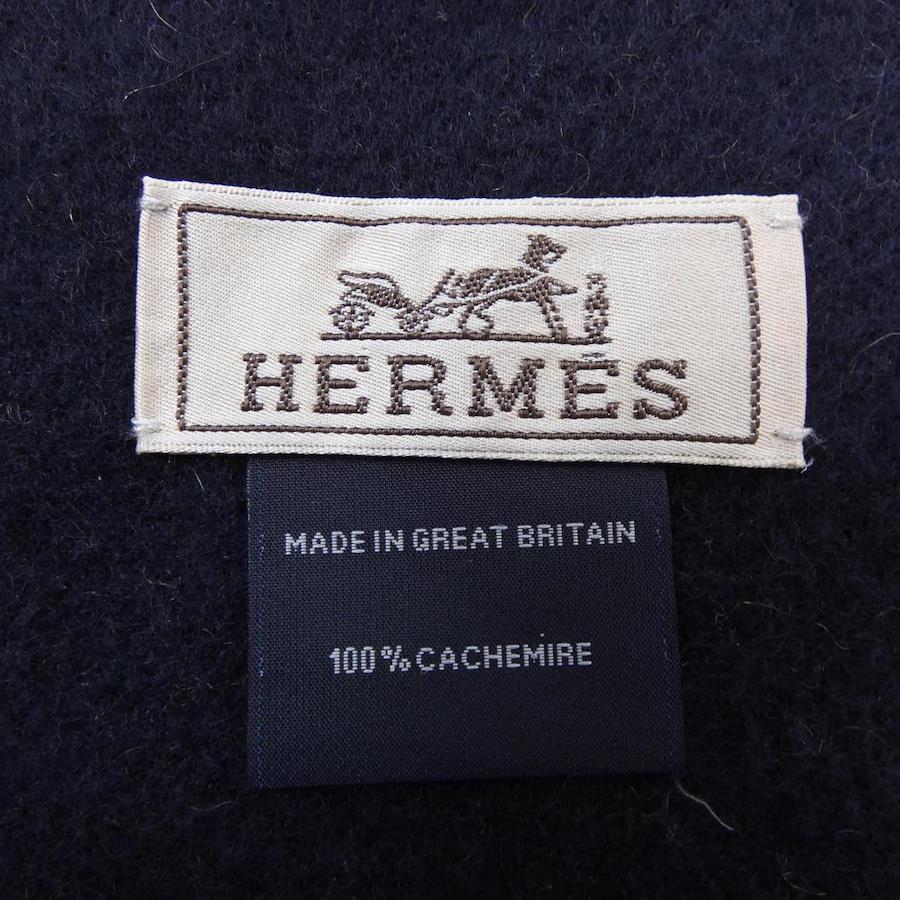 HERMÈS
MADE IN GREAT BRITAIN
100% CACHEMIRE